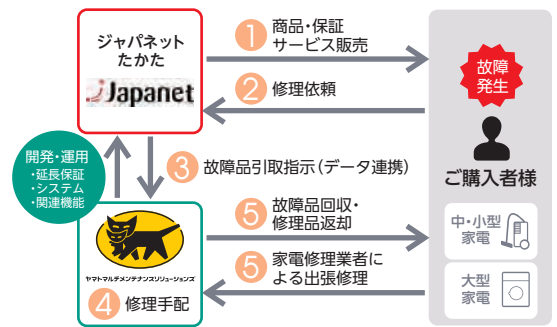 ジャパネット
たかた
Japanet
1 商品・保証
サービス販売
2 修理依頼
故障
発生
ご購入者様
開発・運用
・延長保証
・システム
・関連機能
3 故障品引取指示（データ連携）
ヤマトマルチメンテナンスソリューションズ
4 修理手配
5 故障品回収・
修理品返却
5 家電修理業者に
よる出張修理
中・小型
家電
大型
家電